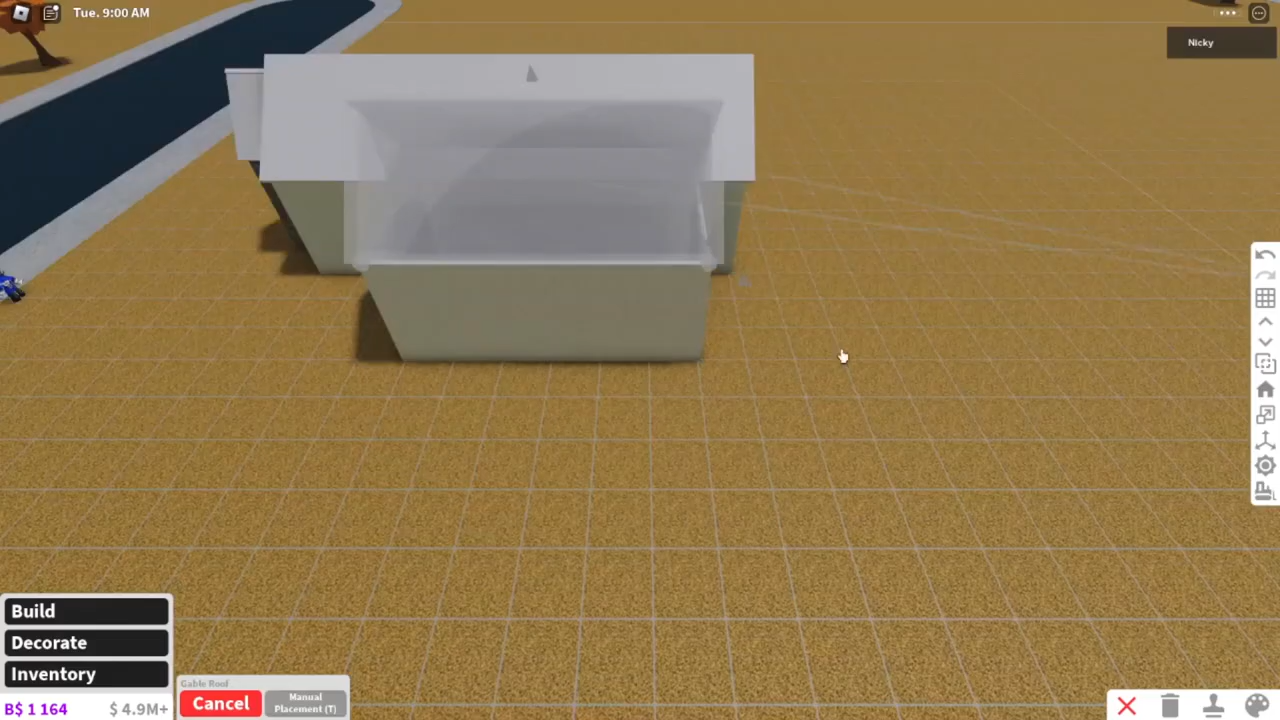 Tue. 9:00 AM
Nicky
Build
Decorate
Inventory
B$ 1 164 $ 4.9M+
Gable Roof
Cancel
Manual
Placement (T)